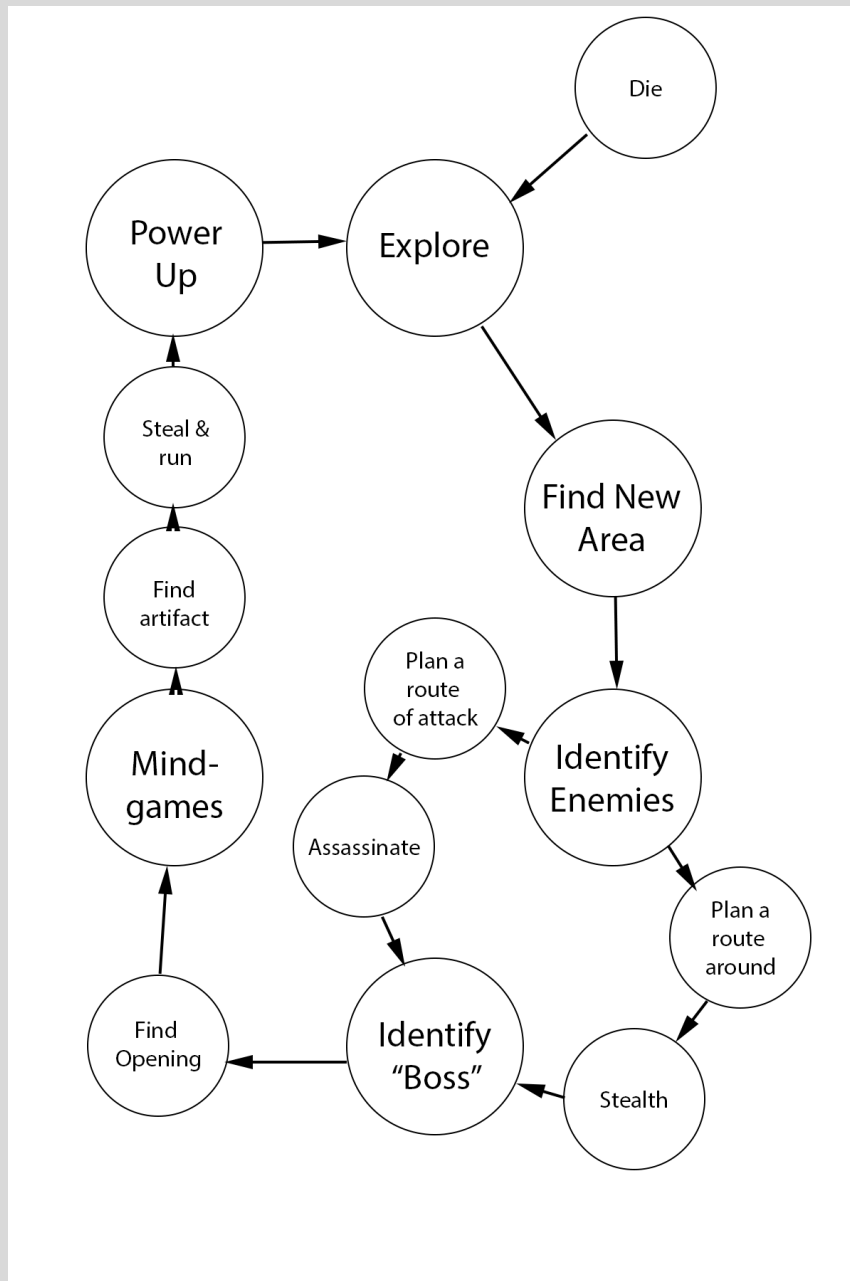 Die
Power
Up
Explore
Steal &
run
Find New
Area
Find
artifact
Plan a
route
of attack
Identify
Enemies
Mind-
games
Assassinate
Plan a
route
around
Find
Opening
Identify
“Boss”
Stealth